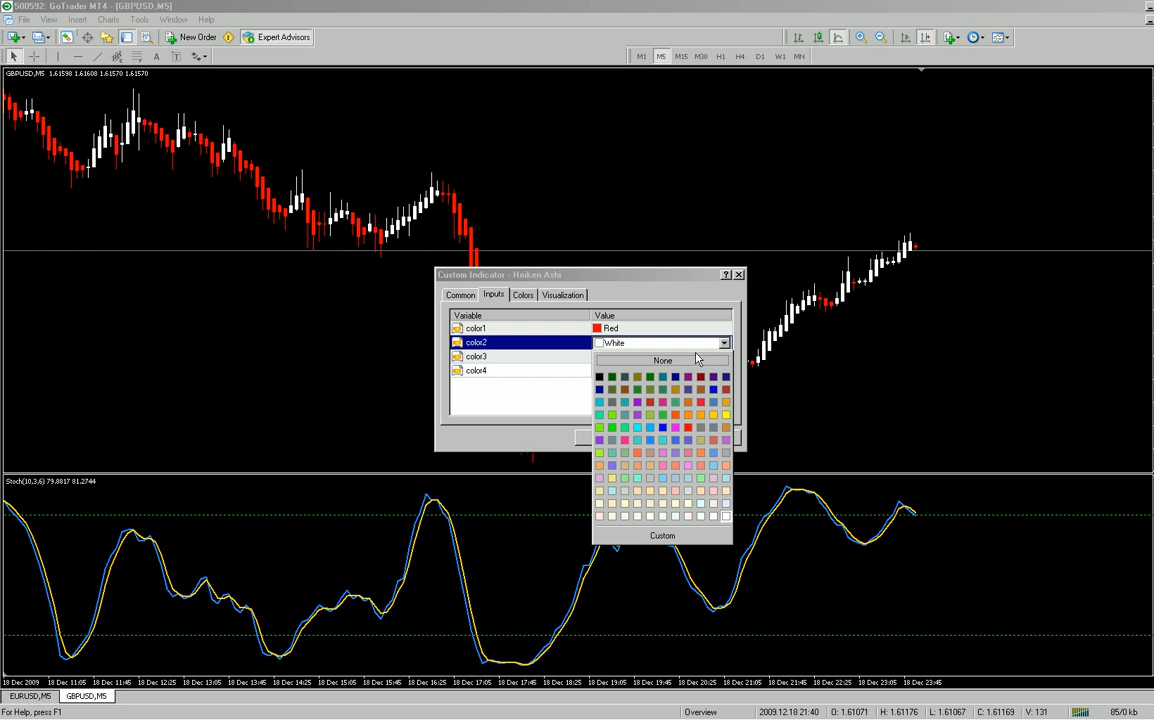 500592: GoTrader MT4 - [GBPUSD,M5]
File View Insert Charts Tools Window Help
New Order Expert Advisors
A T M1 M5 M15 M30 H1 H4 D1 W1 MN
GBPUSD,M5 1.61598 1.61608 1.61570 1.61570
Custom Indicator - Heiken Ashi
Common Inputs Colors Visualization
Variable Value
color1 Red
color2 White
color3 None
color4
Custom
Stoch(10,3,6) 79.8817 81.2744
18 Dec 2009 18 Dec 11:05 18 Dec 11:45 18 Dec 12:25 18 Dec 13:05 18 Dec 13:45 18 Dec 14:25 18 Dec 15:05 18 Dec 15:45 18 Dec 16:25 18 Dec 17:05 18 Dec 17:45 18 Dec 18:25 18 Dec 19:05 18 Dec 19:45 18 Dec 20:25 18 Dec 21:05 18 Dec 21:45 18 Dec 22:25 18 Dec 23:05 18 Dec 23:45
EURUSD,M5 GBPUSD,M5
For Help, press F1 Overview 2009.12.18 21:40 O: 1.61071 H: 1.61176 L: 1.61067 C: 1.61169 V: 131 85/0 kb